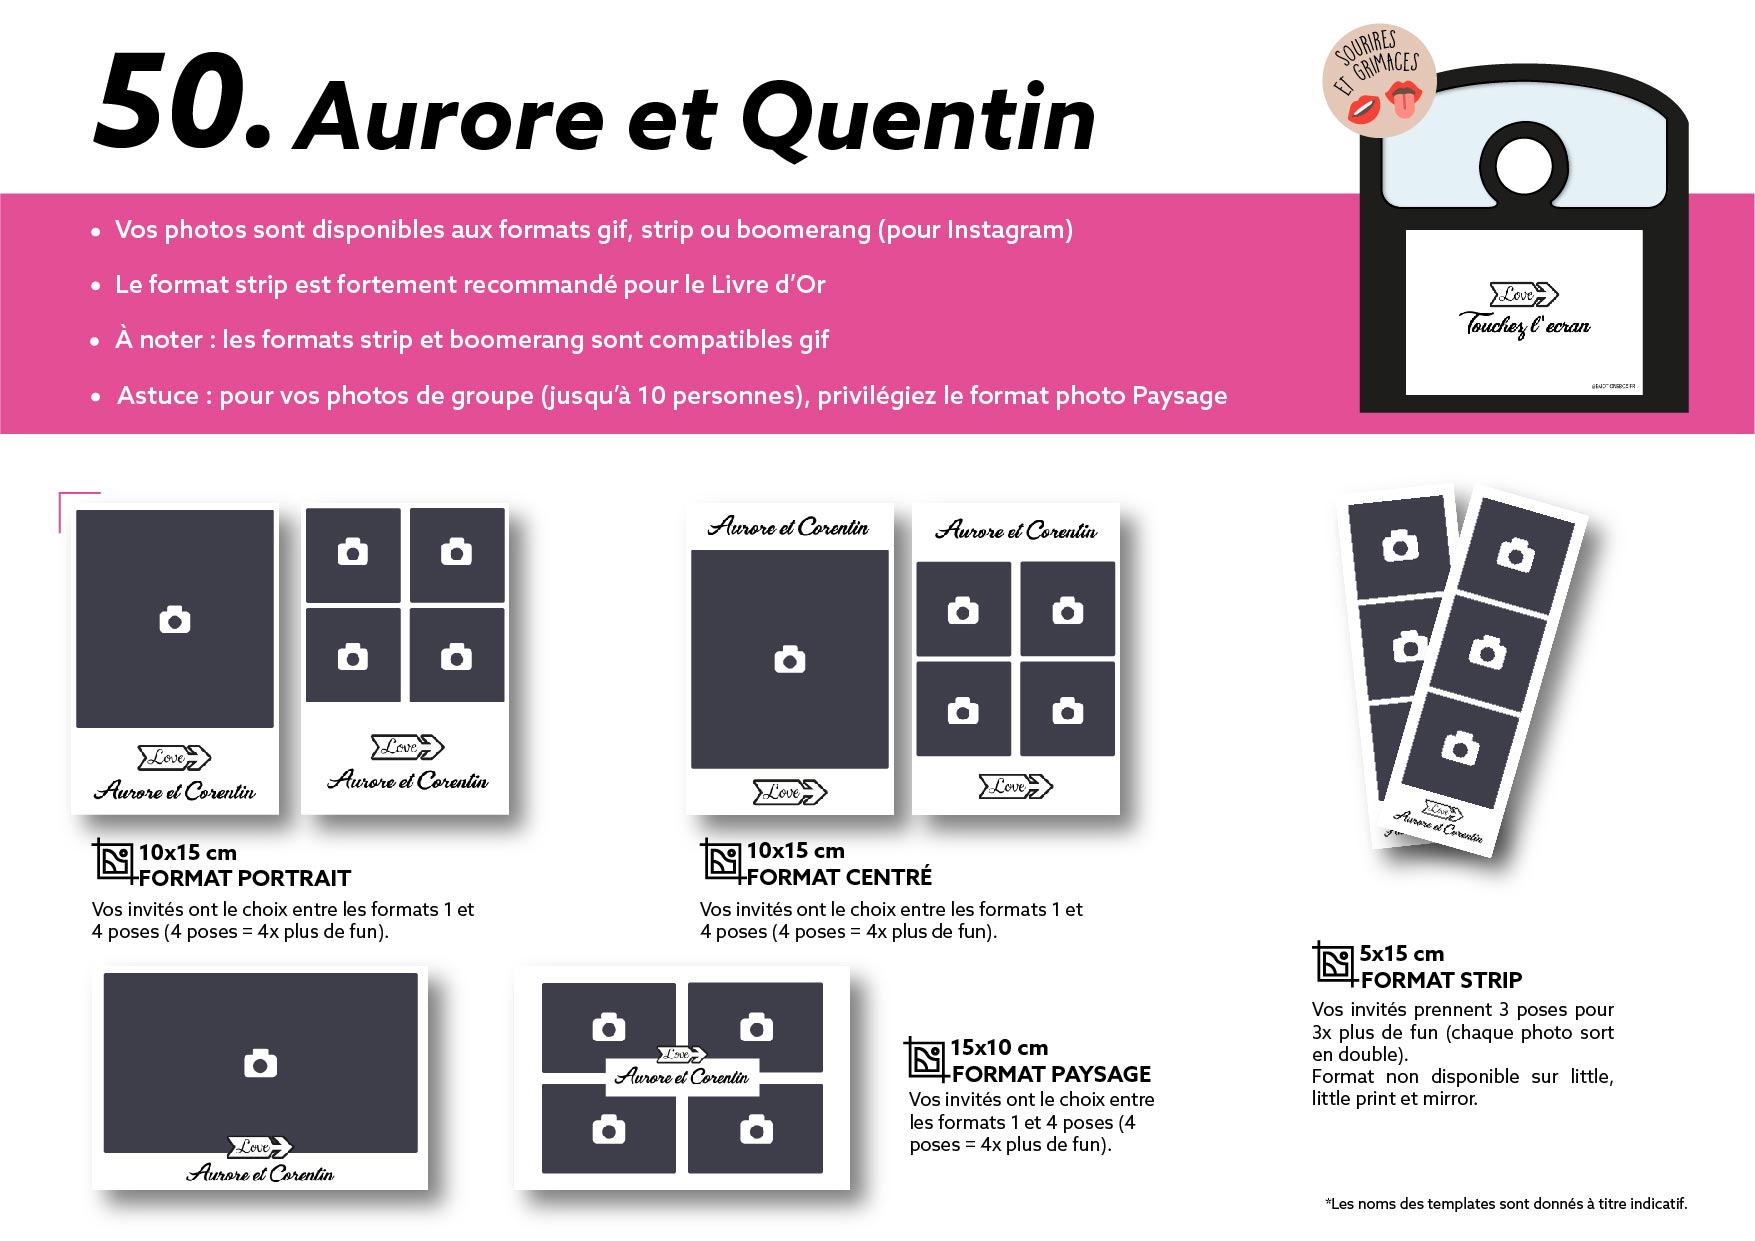 50. Aurore et Quentin
SOURIRES
ET GRIMACES
• Vos photos sont disponibles aux formats gif, strip ou boomerang (pour Instagram)
• Le format strip est fortement recommandé pour le Livre d'Or
• À noter : les formats strip et boomerang sont compatibles gif
• Astuce : pour vos photos de groupe (jusqu'à 10 personnes), privilégiez le format photo Paysage
Love
Touchez l'ecran
@EMOTIONSBOX.FR
Love
Aurore et Corentin
Love
Aurore et Corentin
10x15 cm
FORMAT PORTRAIT
Vos invités ont le choix entre les formats 1 et
4 poses (4 poses = 4x plus de fun).
Aurore et Corentin
Love
Aurore et Corentin
Love
10x15 cm
FORMAT CENTRÉ
Vos invités ont le choix entre les formats 1 et
4 poses (4 poses = 4x plus de fun).
Love
Aurore et Corentin
5x15 cm
FORMAT STRIP
Vos invités prennent 3 poses pour
3x plus de fun (chaque photo sort
en double).
Format non disponible sur little,
little print et mirror.
Love
Aurore et Corentin
Love
Aurore et Corentin
15x10 cm
FORMAT PAYSAGE
Vos invités ont le choix entre
les formats 1 et 4 poses (4
poses = 4x plus de fun).
*Les noms des templates sont donnés à titre indicatif.